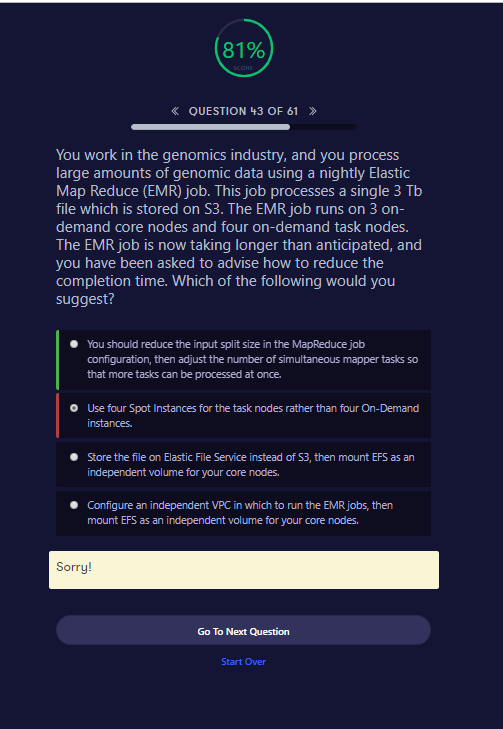 81%
SCORE
« QUESTION 43 OF 61 »
You work in the genomics industry, and you process
large amounts of genomic data using a nightly Elastic
Map Reduce (EMR) job. This job processes a single 3 Tb
file which is stored on S3. The EMR job runs on 3 on-
demand core nodes and four on-demand task nodes.
The EMR job is now taking longer than anticipated, and
you have been asked to advise how to reduce the
completion time. Which of the following would you
suggest?
You should reduce the input split size in the MapReduce job
configuration, then adjust the number of simultaneous mapper tasks so
that more tasks can be processed at once.
Use four Spot Instances for the task nodes rather than four On-Demand
instances.
Store the file on Elastic File Service instead of S3, then mount EFS as an
independent volume for your core nodes.
Configure an independent VPC in which to run the EMR jobs, then
mount EFS as an independent volume for your core nodes.
Sorry!
Go To Next Question
Start Over